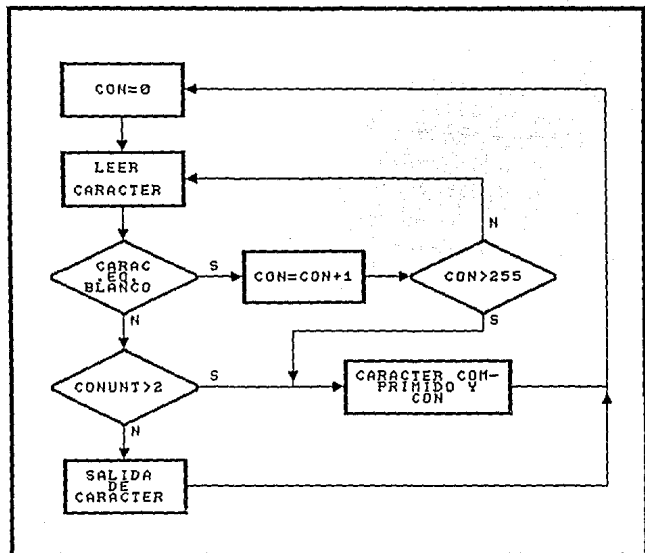 CON=0
LEER
CARACTER
CARAC
.EQ.
BLANCO
S
CON=CON+1
CON>255
N
S
N
CONUNT>2
S
CARACTER COM-
PRIMIDO Y
CON
N
SALIDA
DE
CARACTER